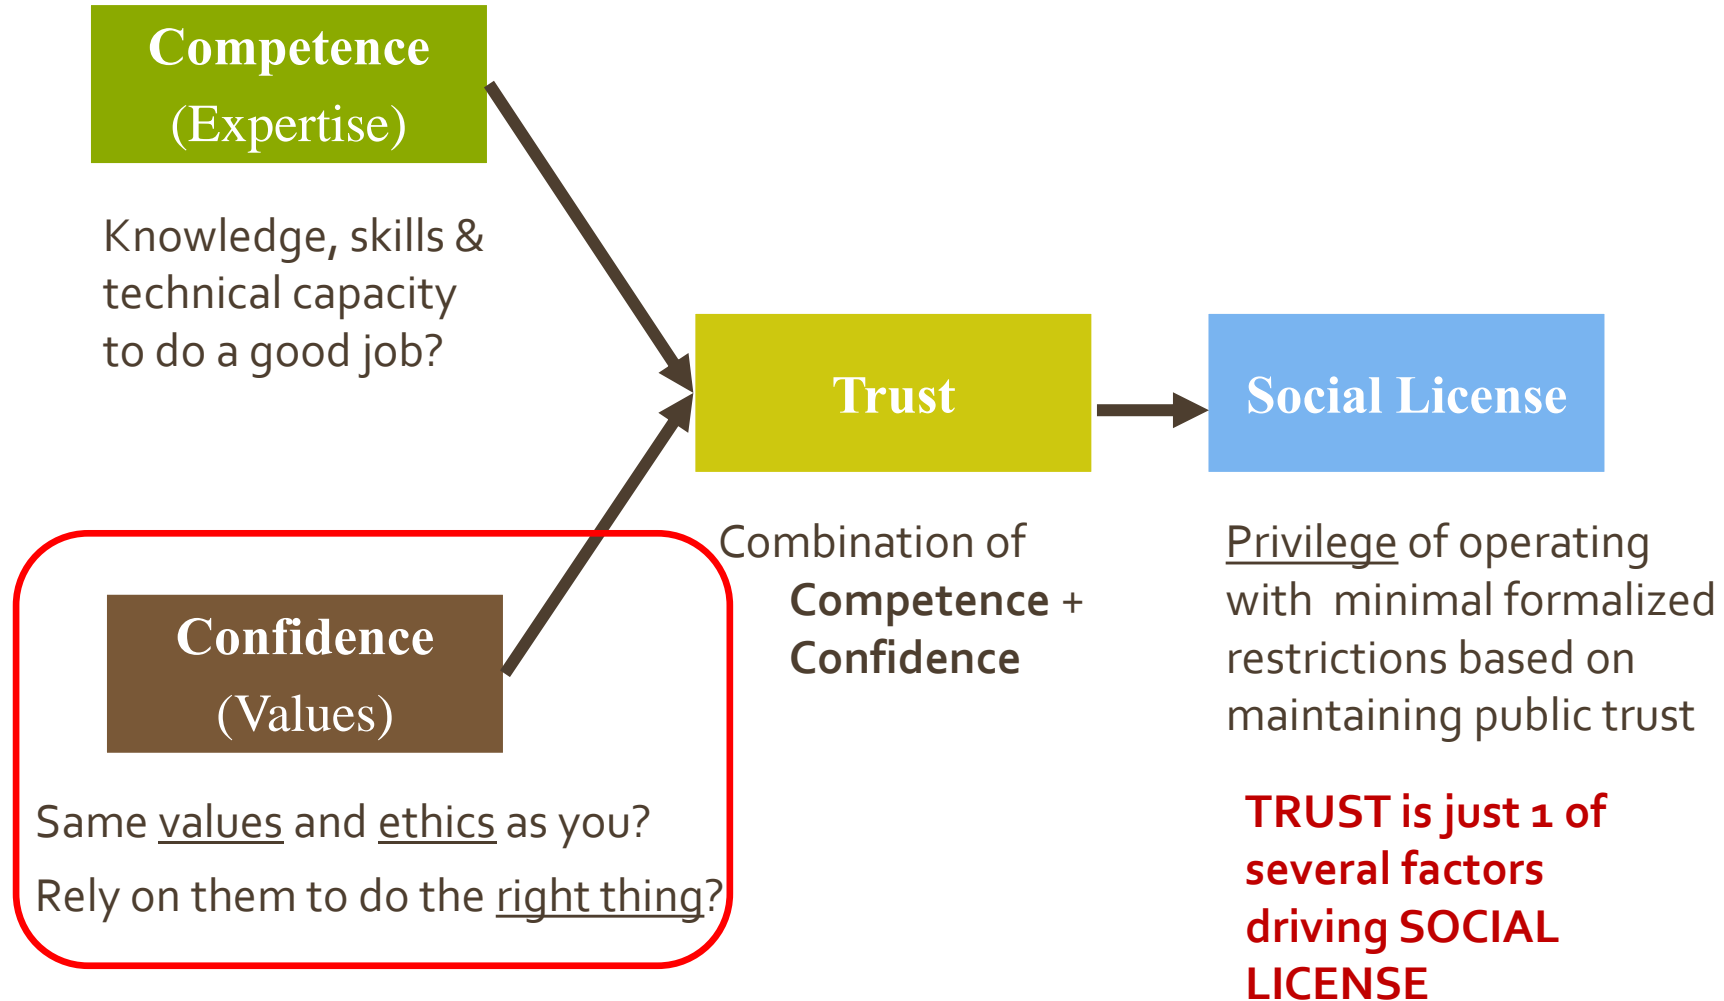 Competence
(Expertise)
Knowledge, skills &
technical capacity
to do a good job?
Confidence
(Values)
Same values and ethics as you?
Rely on them to do the right thing?
Trust
Combination of
Competence +
Confidence
Social License
Privilege of operating
with  minimal formalized
restrictions based on
maintaining public trust
TRUST is just 1 of
several factors
driving SOCIAL
LICENSE